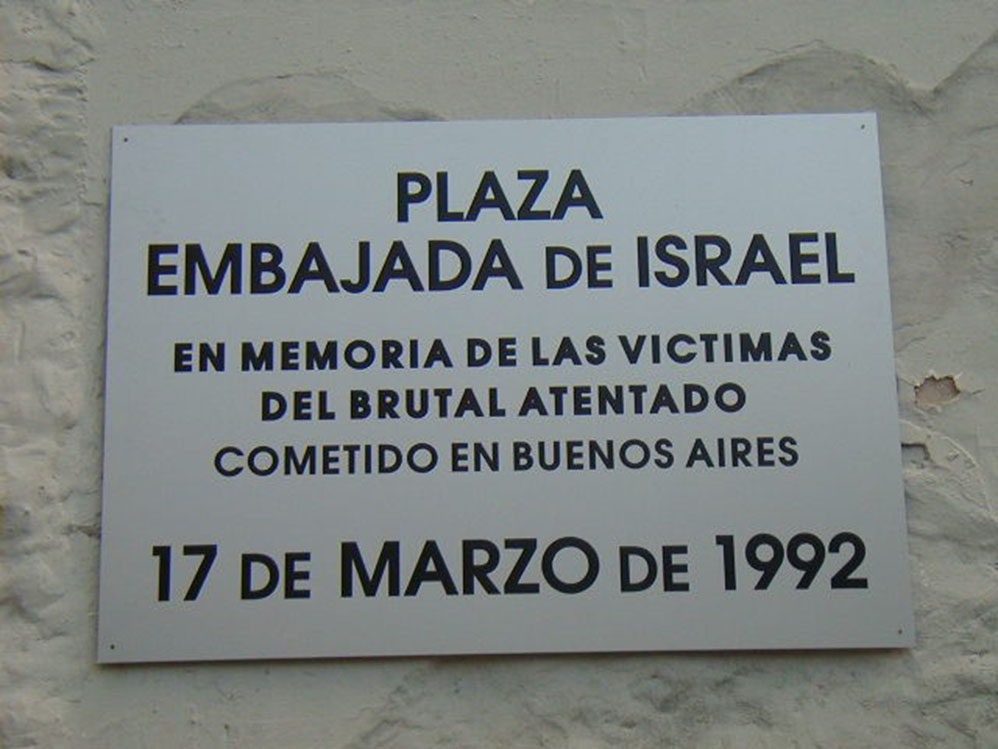 PLAZA
EMBAJADA DE ISRAEL
EN MEMORIA DE LAS VICTIMAS
DEL BRUTAL ATENTADO
COMETIDO EN BUENOS AIRES
17 DE MARZO DE 1992